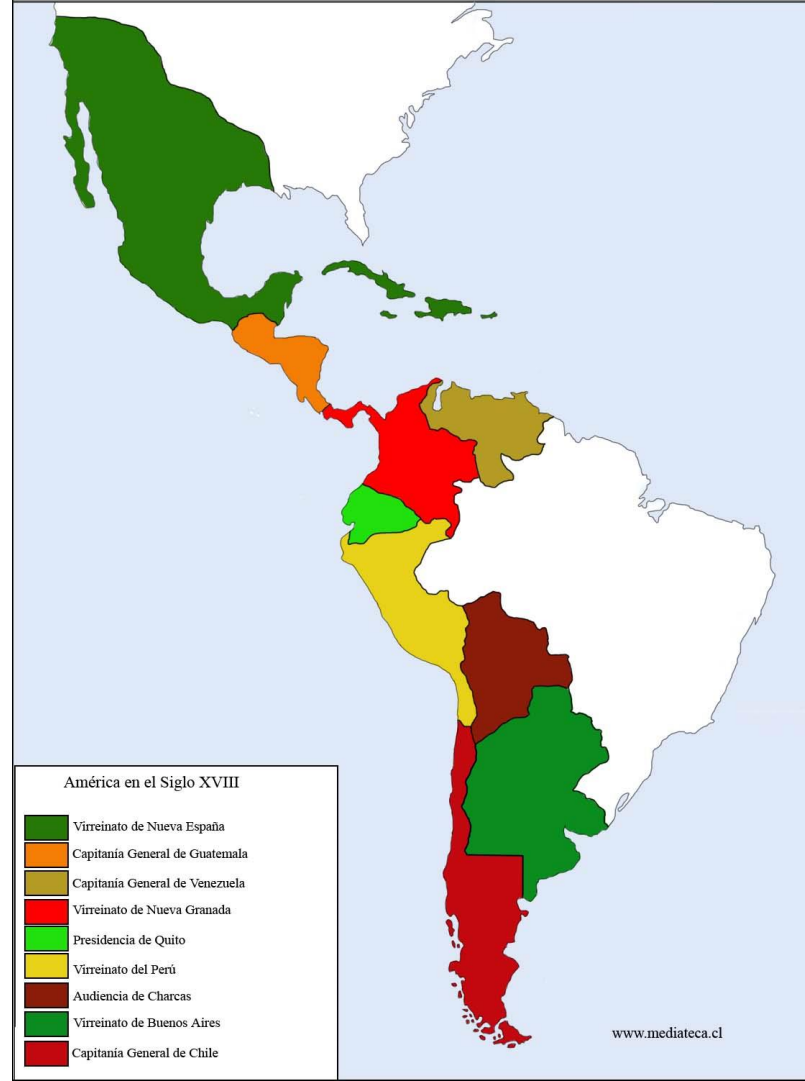 América en el Siglo XVIII
Virreinato de Nueva España
Capitanía General de Guatemala
Capitanía General de Venezuela
Virreinato de Nueva Granada
Presidencia de Quito
Virreinato del Perú
Audiencia de Charcas
Virreinato de Buenos Aires
Capitanía General de Chile
www.mediateca.cl